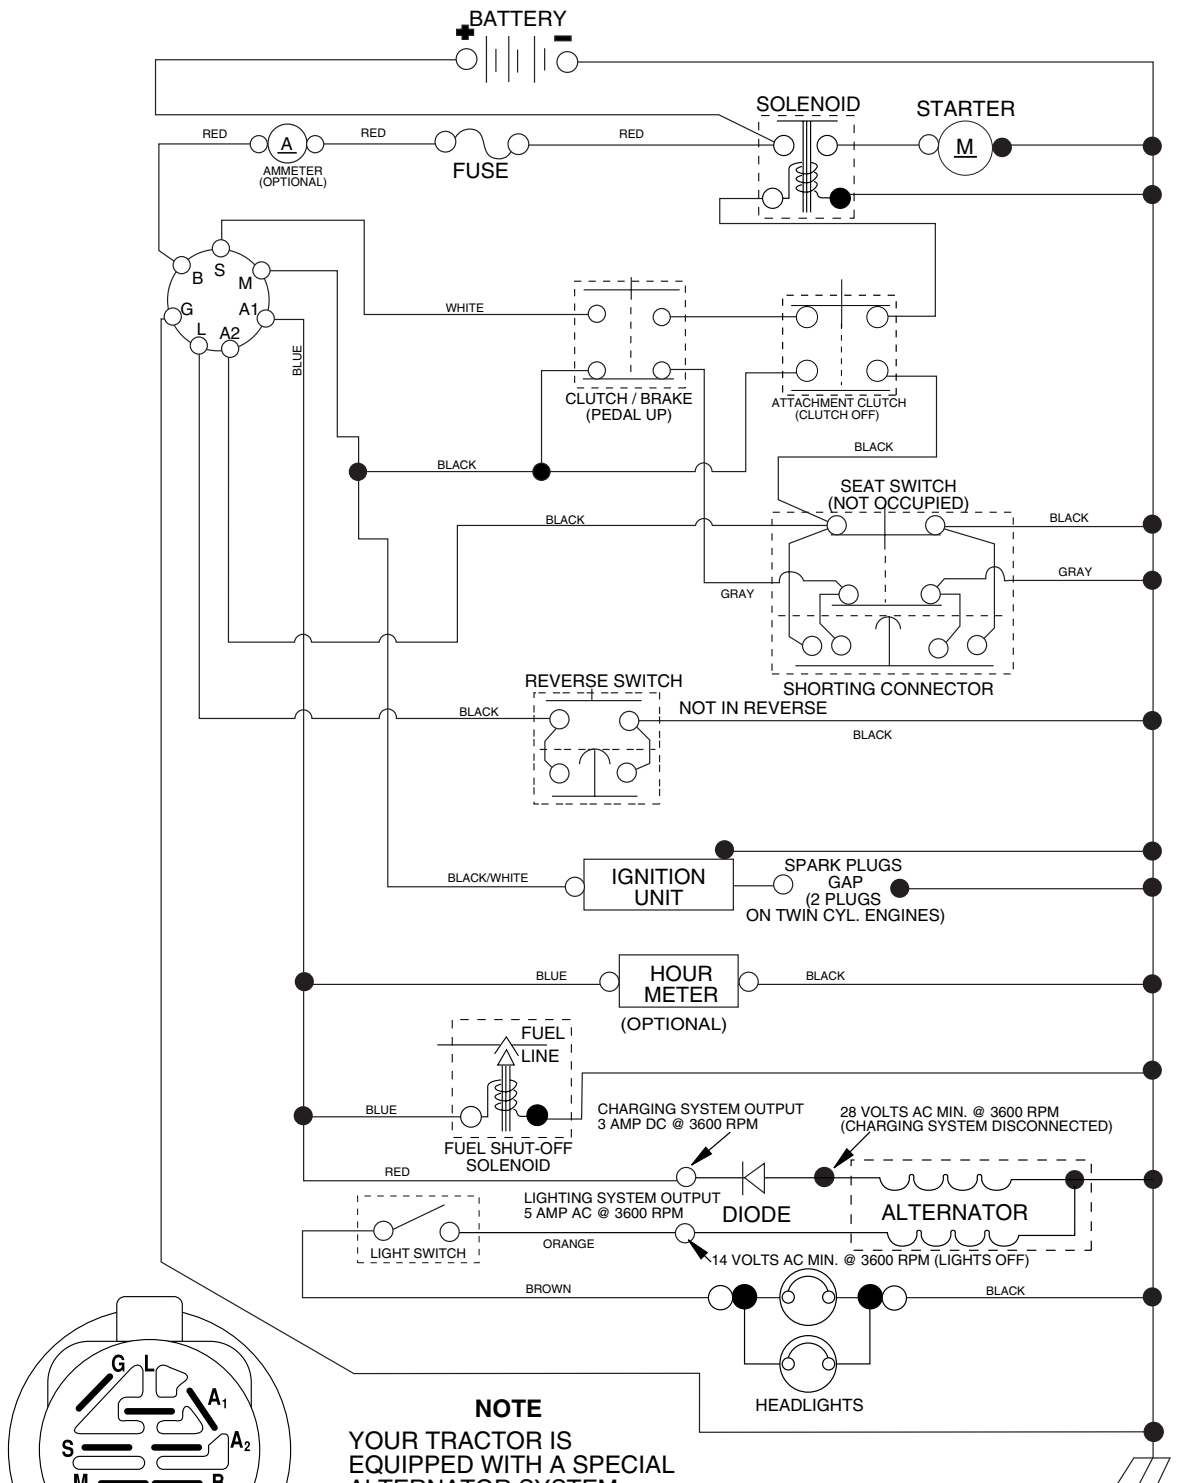 BATTERY
+ -
SOLENOID
STARTER
RED
RED
RED
A
M
AMMETER
(OPTIONAL)
FUSE
B
S
M
G
A1
L
A2
BLUE
WHITE
CLUTCH / BRAKE
(PEDAL UP)
ATTACHMENT CLUTCH
(CLUTCH OFF)
BLACK
BLACK
SEAT SWITCH
(NOT OCCUPIED)
BLACK
BLACK
GRAY
GRAY
SHORTING CONNECTOR
REVERSE SWITCH
NOT IN REVERSE
BLACK
BLACK
BLACK/WHITE
IGNITION
UNIT
SPARK PLUGS
GAP
(2 PLUGS
ON TWIN CYL. ENGINES)
BLUE
HOUR
METER
BLACK
(OPTIONAL)
FUEL
LINE
BLUE
FUEL SHUT-OFF
SOLENOID
CHARGING SYSTEM OUTPUT
3 AMP DC @ 3600 RPM
28 VOLTS AC MIN. @ 3600 RPM
(CHARGING SYSTEM DISCONNECTED)
RED
LIGHTING SYSTEM OUTPUT
5 AMP AC @ 3600 RPM
DIODE
ALTERNATOR
LIGHT SWITCH
ORANGE
14 VOLTS AC MIN. @ 3600 RPM (LIGHTS OFF)
BROWN
BLACK
HEADLIGHTS
G L
A1
A2
S
M
B
NOTE
YOUR TRACTOR IS
EQUIPPED WITH A SPECIAL
ALTERNATOR SYSTEM